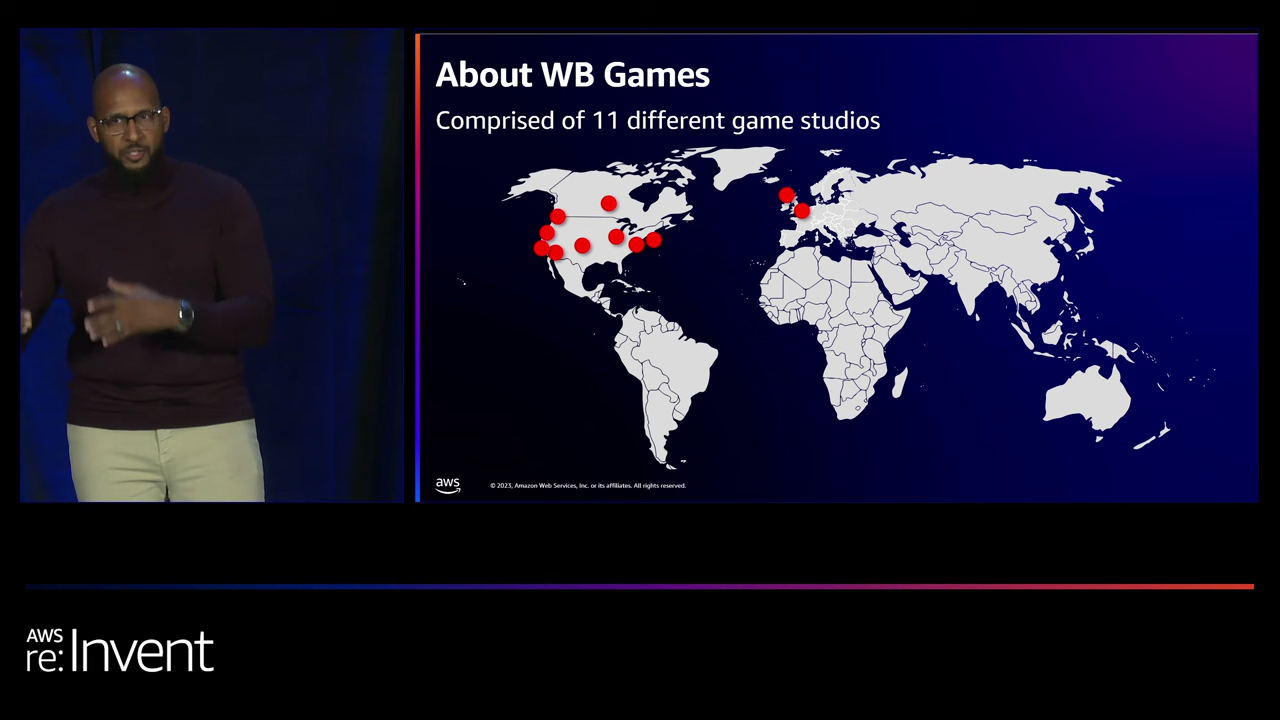 About WB Games
Comprised of 11 different game studios
aws
© 2023, Amazon Web Services, Inc. or its affiliates. All rights reserved.
AWS
re:Invent